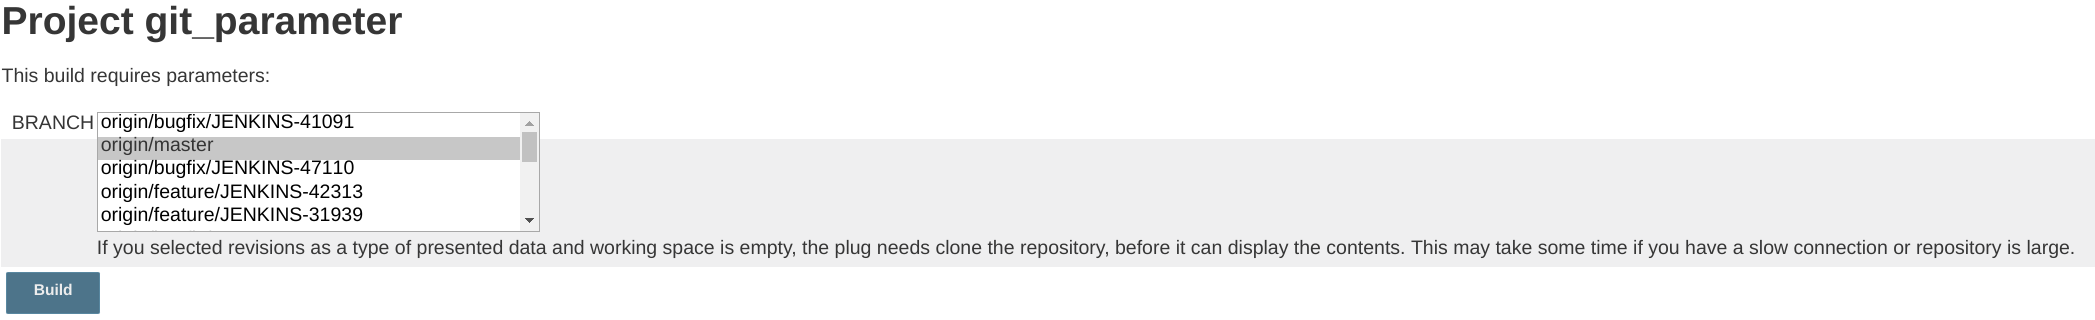 Project git_parameter
This build requires parameters:
BRANCH origin/bugfix/JENKINS-41091
origin/master
origin/bugfix/JENKINS-47110
origin/feature/JENKINS-42313
origin/feature/JENKINS-31939
If you selected revisions as a type of presented data and working space is empty, the plug needs clone the repository, before it can display the contents. This may take some time if you have a slow connection or repository is large.
Build